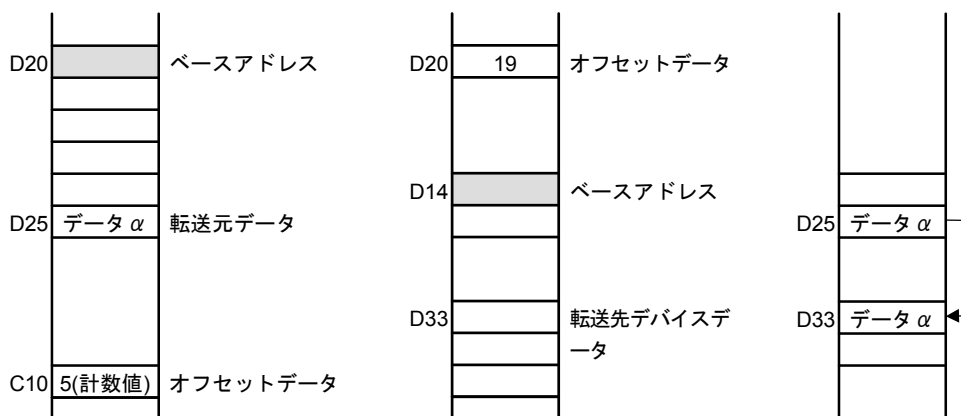 D20 ベースアドレス
D25 データα 転送元データ
C10 5(計数値) オフセットデータ
D20 19 オフセットデータ
D14 ベースアドレス
D33 転送先デバイスデ
ータ
D25 データα
D33 データα